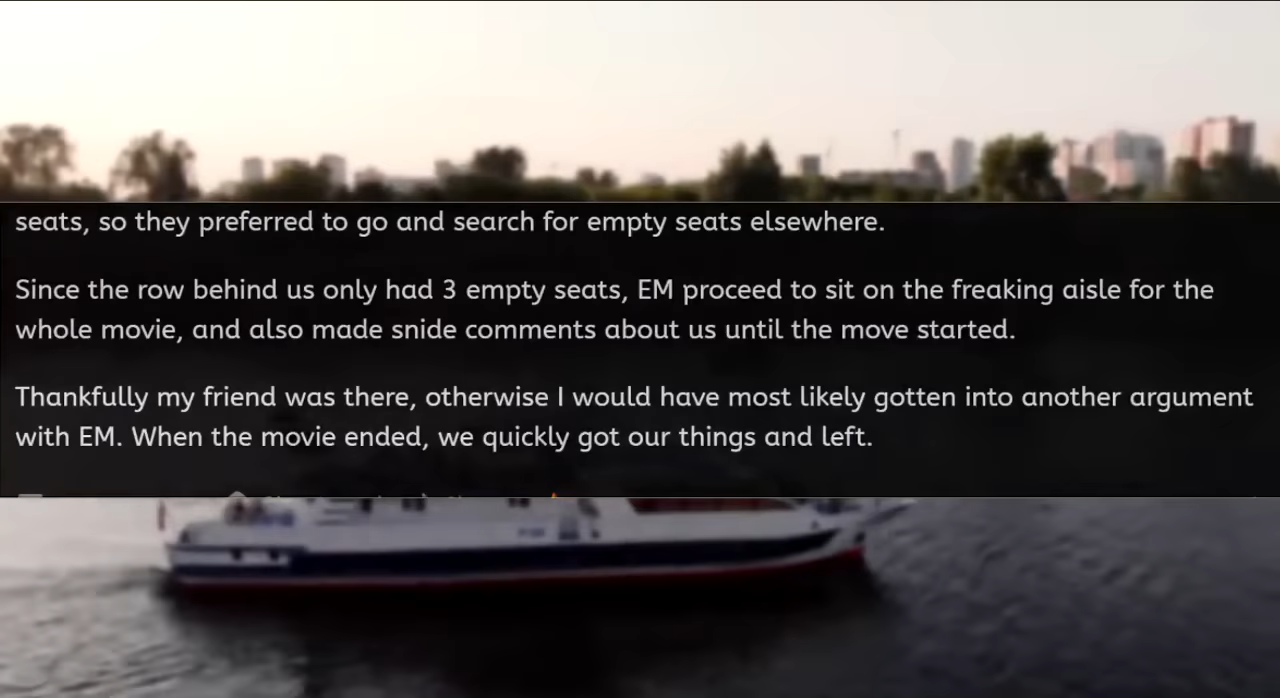 seats, so they preferred to go and search for empty seats elsewhere.
Since the row behind us only had 3 empty seats, EM proceed to sit on the freaking aisle for the
whole movie, and also made snide comments about us until the move started.
Thankfully my friend was there, otherwise I would have most likely gotten into another argument
with EM. When the movie ended, we quickly got our things and left.